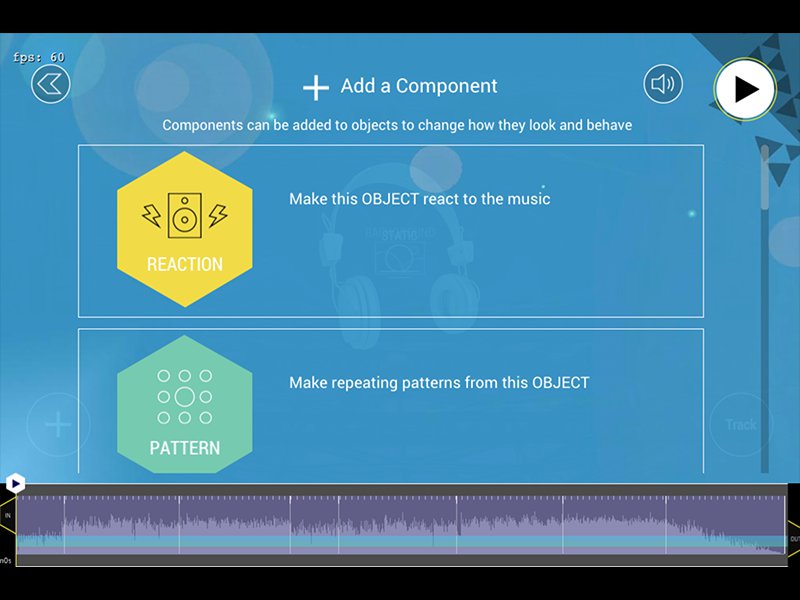 fps: 60
Add a Component
Components can be added to objects to change how they look and behave
Make this OBJECT react to the music
STATIC
REACTION
Make repeating patterns from this OBJECT
Track
PATTERN
IN
OUT